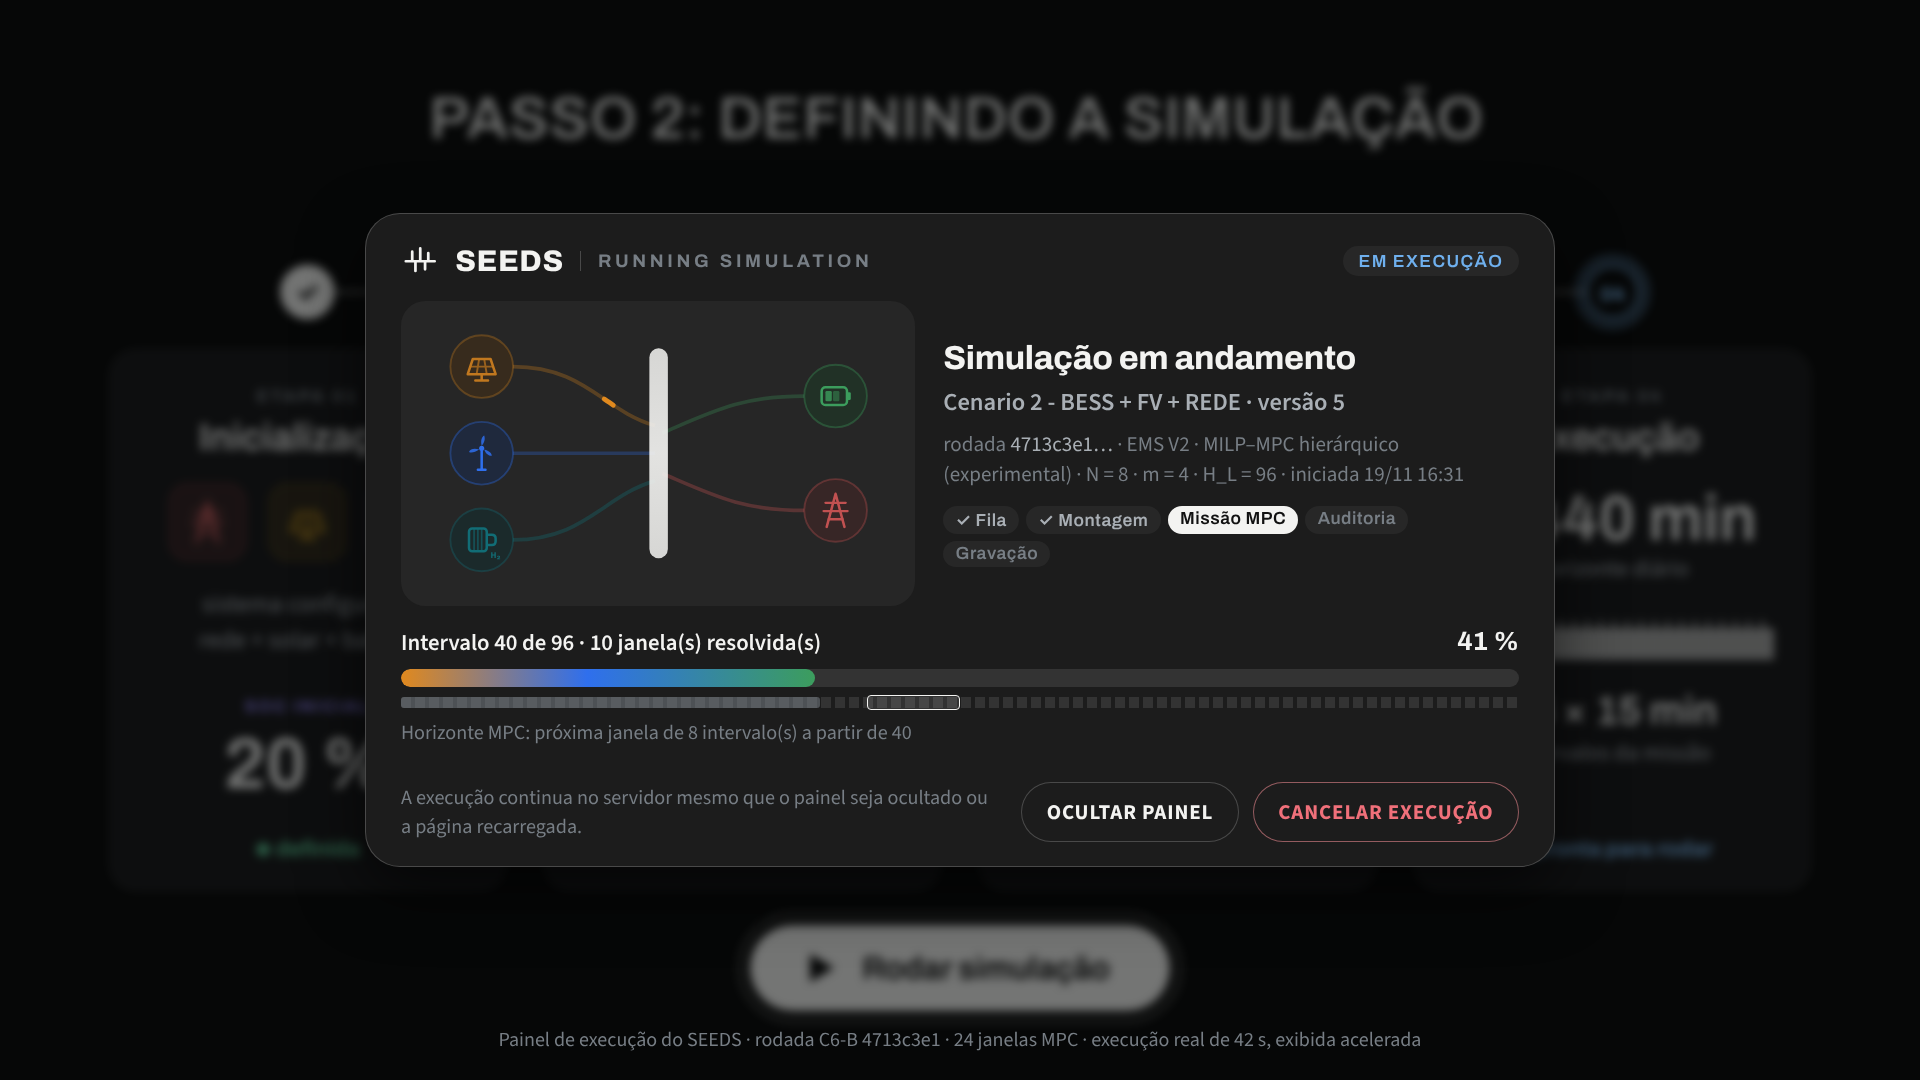 PASSO 2: DEFININDO A SIMULAÇÃO
SEEDS
RUNNING SIMULATION
EM EXECUÇÃO
Simulação em andamento
Cenario 2 - BESS + FV + REDE · versão 5
rodada 4713c3e1… · EMS V2 · MILP–MPC hierárquico
(experimental) · N = 8 · m = 4 · H_L = 96 · iniciada 19/11 16:31
✓ Fila
✓ Montagem
Missão MPC
Auditoria
Gravação
Intervalo 40 de 96 · 10 janela(s) resolvida(s)
41 %
Horizonte MPC: próxima janela de 8 intervalo(s) a partir de 40
A execução continua no servidor mesmo que o painel seja ocultado ou
a página recarregada.
OCULTAR PAINEL
CANCELAR EXECUÇÃO
20 %
× 15 min
Rodar simulação
Painel de execução do SEEDS · rodada C6-B 4713c3e1 · 24 janelas MPC · execução real de 42 s, exibida acelerada